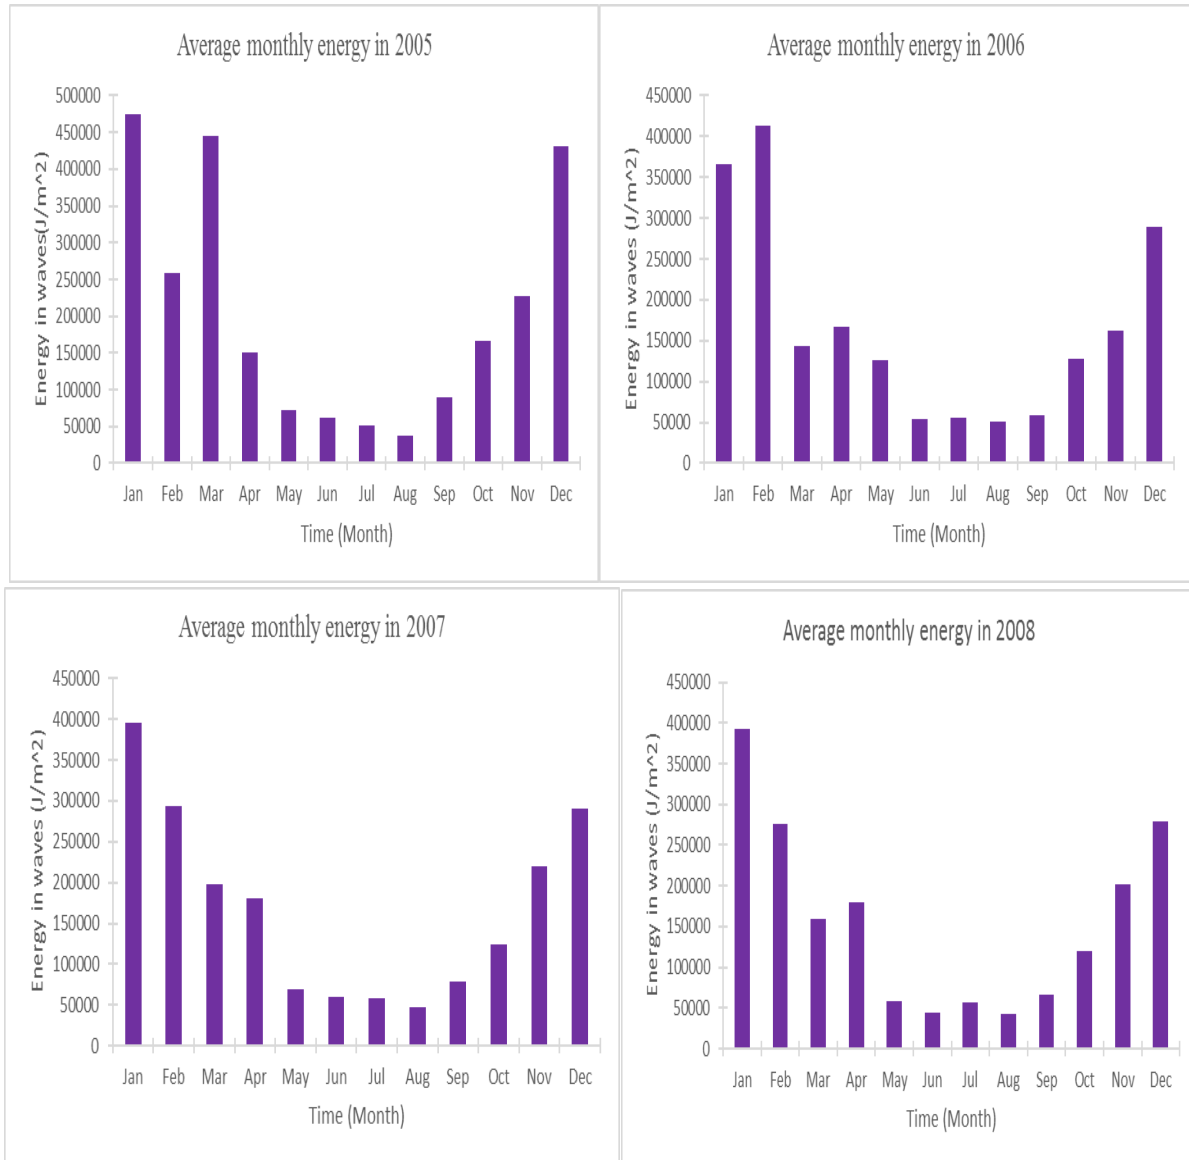 Average monthly energy in 2005
Energy in waves(J/m^2)
500000
450000
400000
350000
300000
250000
200000
150000
100000
50000
0
Jan Feb Mar Apr May Jun Jul Aug Sep Oct Nov Dec
Time (Month)
Average monthly energy in 2006
Energy in waves (J/m^2)
450000
400000
350000
300000
250000
200000
150000
100000
50000
0
Jan Feb Mar Apr May Jun Jul Aug Sep Oct Nov Dec
Time (Month)
Average monthly energy in 2007
Energy in waves (J/m^2)
450000
400000
350000
300000
250000
200000
150000
100000
50000
0
Jan Feb Mar Apr May Jun Jul Aug Sep Oct Nov Dec
Time (Month)
Average monthly energy in 2008
Energy in waves (J/m^2)
450000
400000
350000
300000
250000
200000
150000
100000
50000
0
Jan Feb Mar Apr May Jun Jul Aug Sep Oct Nov Dec
Time (Month)